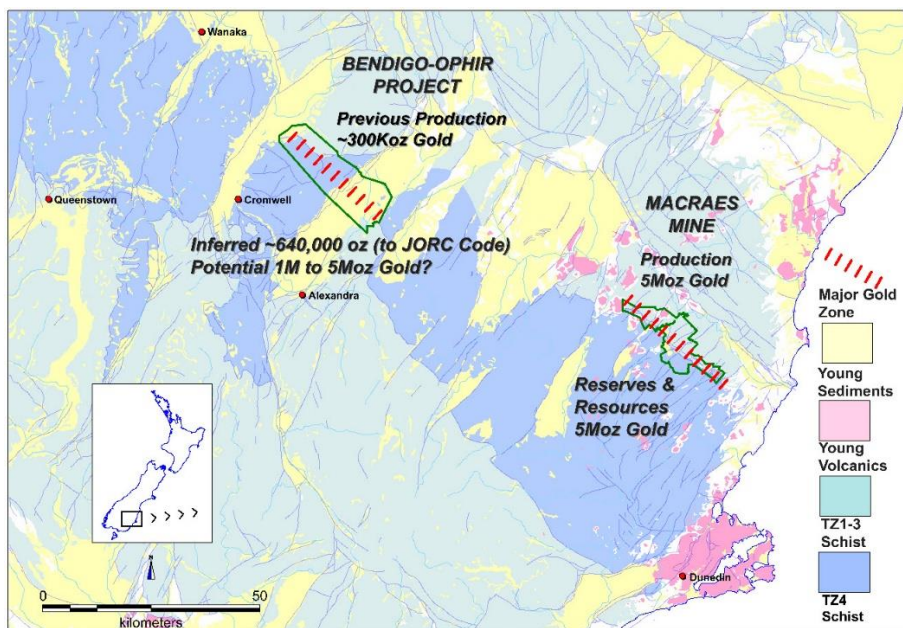 Wanaka
BENDIGO-OPHIR
PROJECT
Previous Production
~300Koz Gold
Queenstown
Cromwell
MACRAES
MINE
Inferred ~640,000 oz (to JORC Code)
Potential 1M to 5Moz Gold?
Production
5Moz Gold
Alexandra
Reserves &
Resources
5Moz Gold
Dunedin
N
0
50
kilometers
Major Gold
Zone
Young
Sediments
Young
Volcanics
TZ1-3
Schist
TZ4
Schist